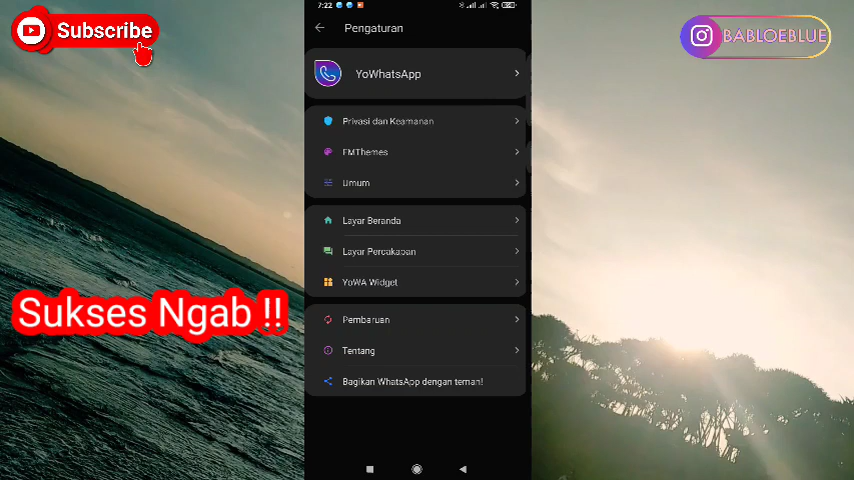 Subscribe
BABLOEBLUE
7:22
Pengaturan
YoWhatsApp
Privasi dan Keamanan
FMThemes
Umum
Layar Beranda
Layar Percakapan
YoWA Widget
Pembaruan
Tentang
Bagikan WhatsApp dengan teman!
Sukses Ngab !!